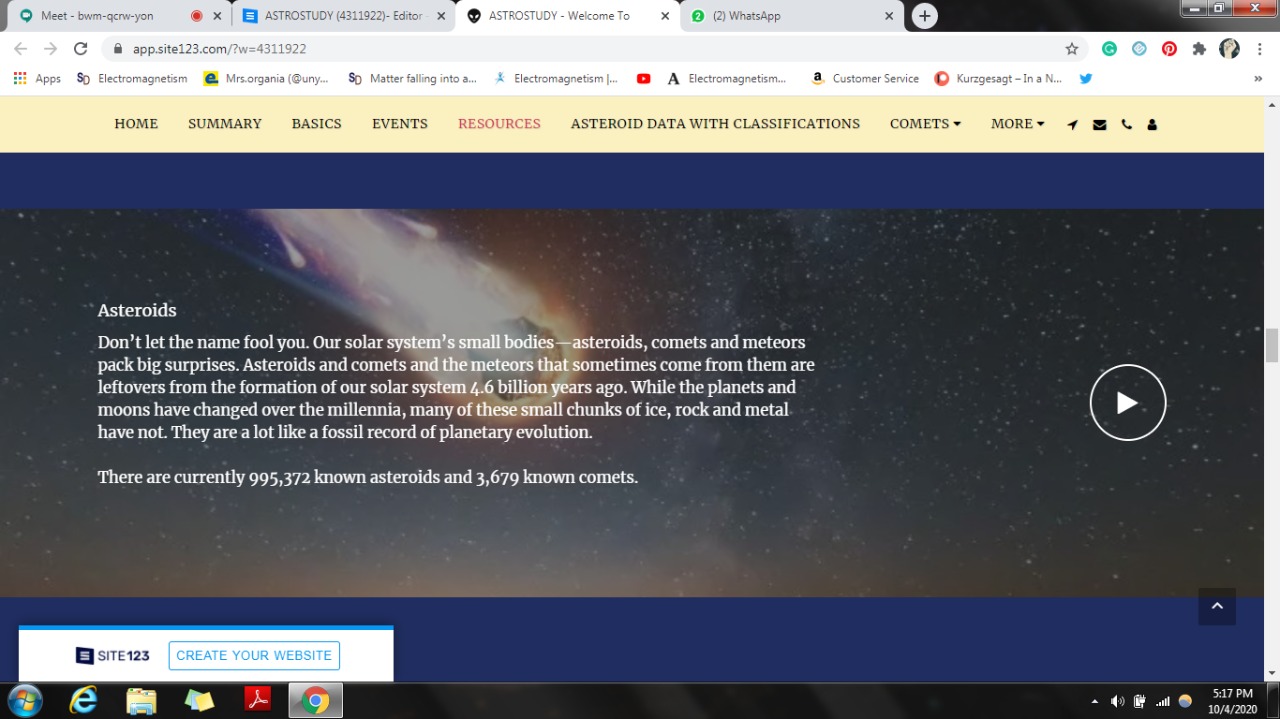 Meet - bwm-qcrw-yon
ASTROSTUDY (4311922)- Editor
ASTROSTUDY - Welcome To
2 (2) WhatsApp
app.site123.com/?w=4311922
Apps SD Electromagnetism Mrs.organia (@uny... SD Matter falling into a... Electromagnetism |... A Electromagnetism... a Customer Service Kurzgesagt – In a N... »
HOME SUMMARY BASICS EVENTS RESOURCES ASTEROID DATA WITH CLASSIFICATIONS COMETS MORE
Asteroids
Don’t let the name fool you. Our solar system’s small bodies—asteroids, comets and meteors
pack big surprises. Asteroids and comets and the meteors that sometimes come from them are
leftovers from the formation of our solar system 4.6 billion years ago. While the planets and
moons have changed over the millennia, many of these small chunks of ice, rock and metal
have not. They are a lot like a fossil record of planetary evolution.
There are currently 995,372 known asteroids and 3,679 known comets.
SITE123 CREATE YOUR WEBSITE
5:17 PM
10/4/2020